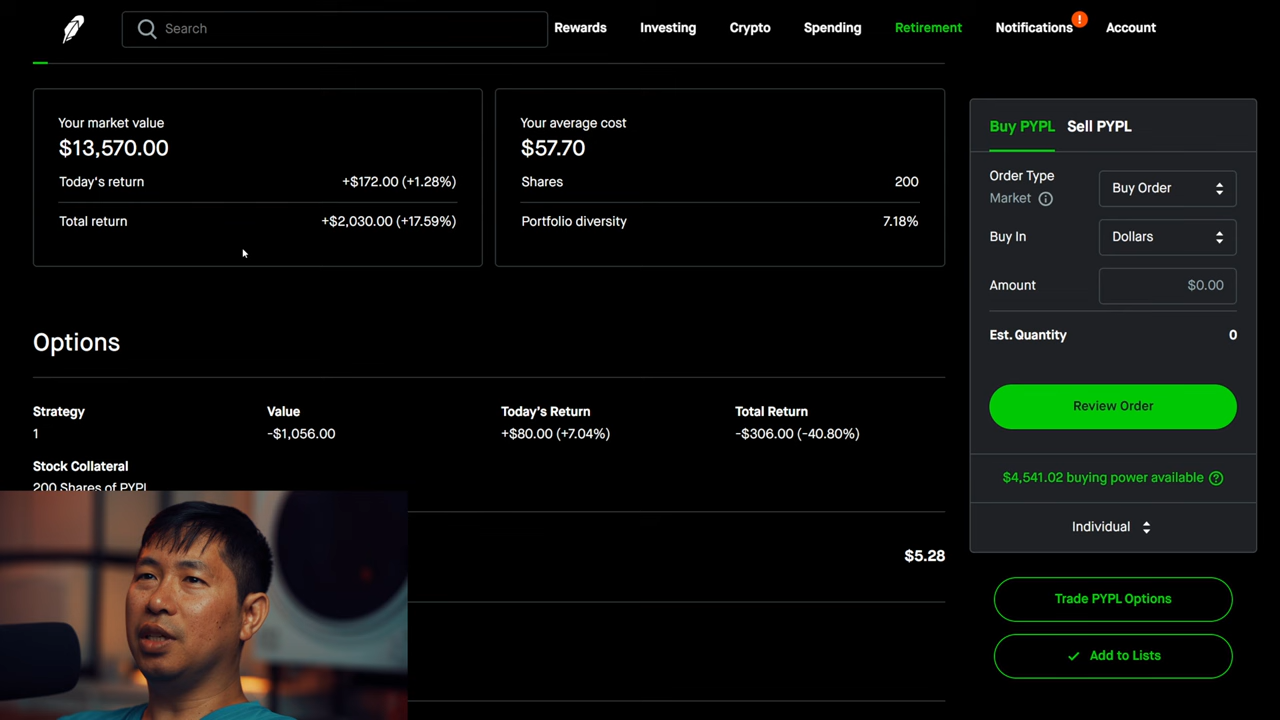 Search
Rewards
Investing
Crypto
Spending
Retirement
Notifications
!
Account
Your market value
$13,570.00
Today's return
+$172.00 (+1.28%)
Total return
+$2,030.00 (+17.59%)
Your average cost
$57.70
Shares
200
Portfolio diversity
7.18%
Options
Strategy
1
Value
-$1,056.00
Today's Return
+$80.00 (+7.04%)
Total Return
-$306.00 (-40.80%)
Stock Collateral
200 Shares of PYPL
$5.28
Buy PYPL
Sell PYPL
Order Type
Market
Buy Order
Buy In
Dollars
Amount
$0.00
Est. Quantity
0
Review Order
$4,541.02 buying power available
Individual
Trade PYPL Options
Add to Lists